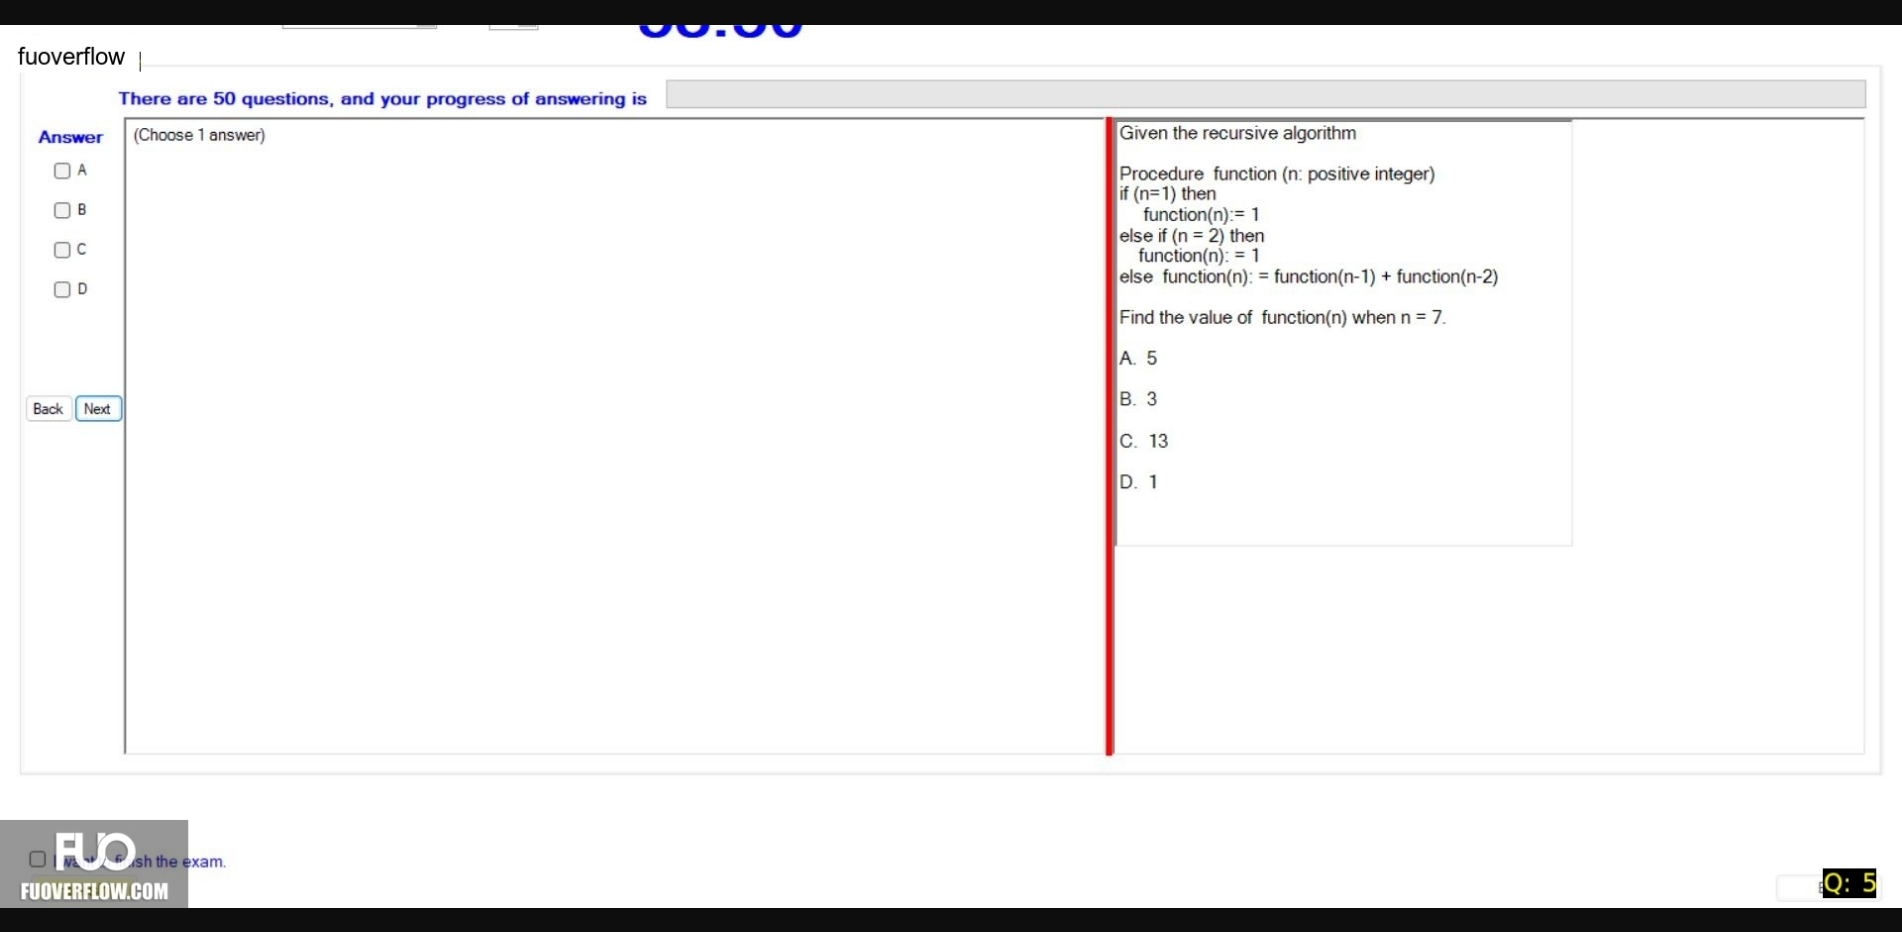 fuoverflow
There are 50 questions, and your progress of answering is
Answer
(Choose 1 answer)
A
B
C
D
Back Next
Given the recursive algorithm
Procedure function (n: positive integer)
if (n=1) then
function(n):= 1
else if (n = 2) then
function(n): = 1
else function(n): = function(n-1) + function(n-2)
Find the value of function(n) when n = 7.
A. 5
B. 3
C. 13
D. 1
FUO
the exam.
FUOVERFLOW.COM
Q: 5